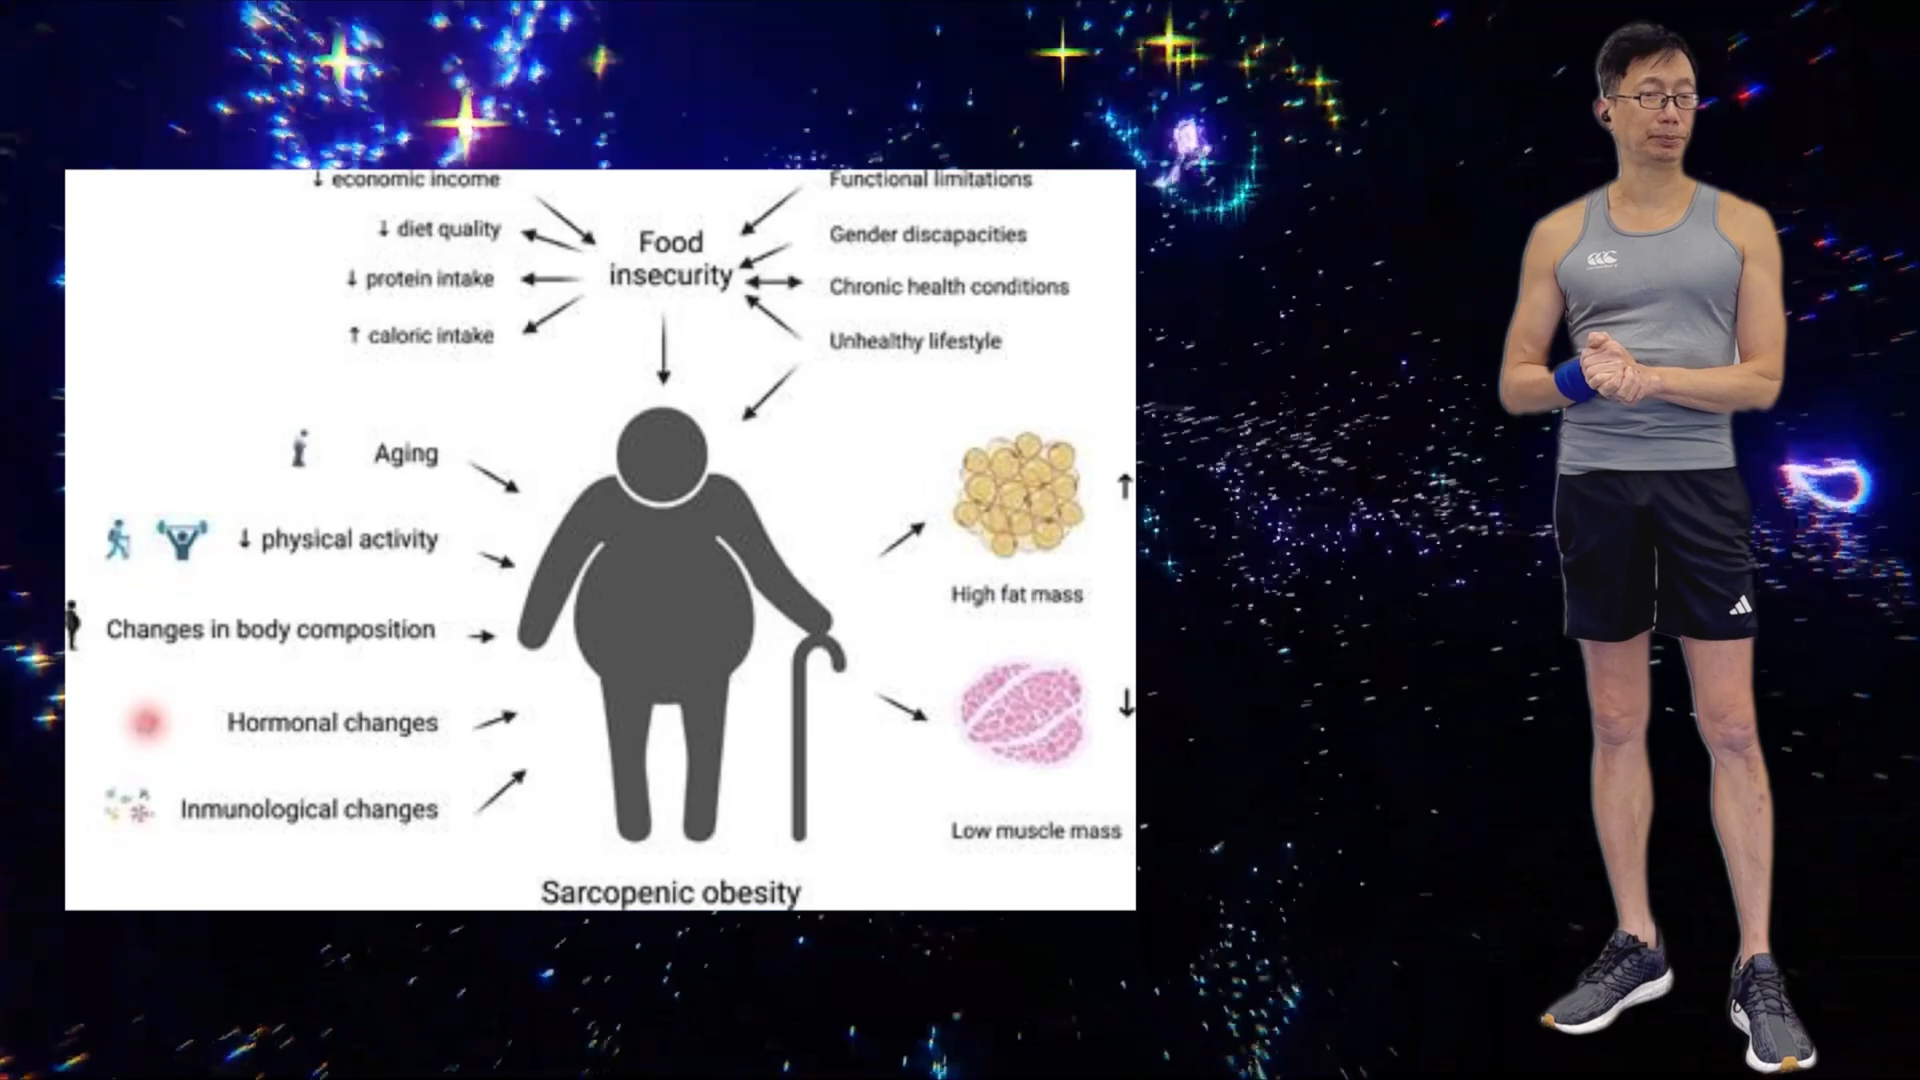 ↓ economic income
Functional limitations
↓ diet quality
Food
insecurity
Gender discapacities
↓ protein intake
Chronic health conditions
↑ caloric intake
Unhealthy lifestyle
Aging
↑
↓ physical activity
High fat mass
Changes in body composition
↓
Hormonal changes
Inmunological changes
Low muscle mass
Sarcopenic obesity
CCC